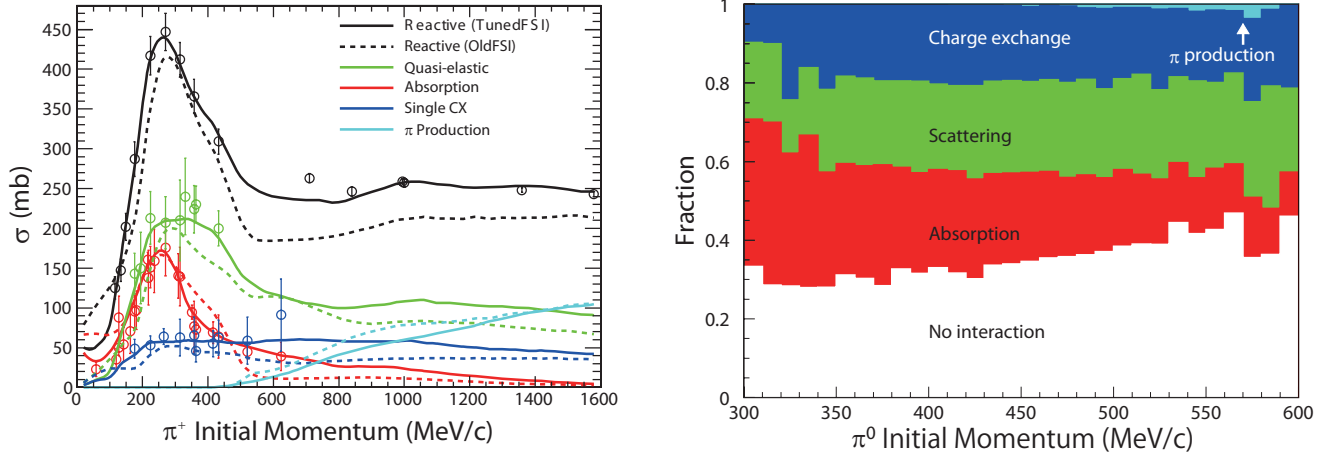 450
400
350
300
250
200
150
100
50
0
σ (mb)
Reactive (TunedFSI)
Reactive (OldFSI)
Quasi-elastic
Absorption
Single CX
π Production
0 200 400 600 800 1000 1200 1400 1600
π+ Initial Momentum (MeV/c)
1
0.8
0.6
0.4
0.2
0
Fraction
Charge exchange
π production
Scattering
Absorption
No interaction
300 350 400 450 500 550 600
π0 Initial Momentum (MeV/c)